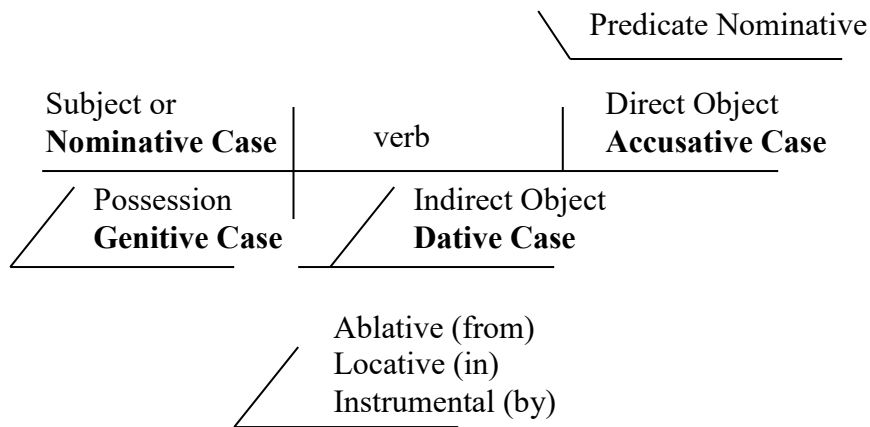 Predicate Nominative
Subject or
Nominative Case
verb
Direct Object
Accusative Case
Possession
Genitive Case
Indirect Object
Dative Case
Ablative (from)
Locative (in)
Instrumental (by)